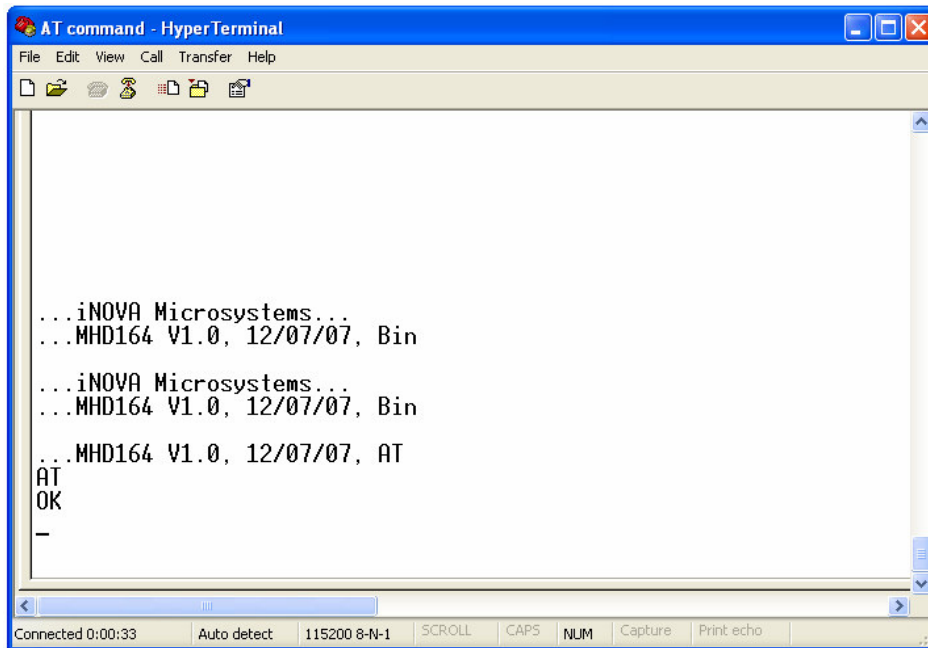 AT command - HyperTerminal
File Edit View Call Transfer Help
...iNOVA Microsystems...
...MHD164 V1.0, 12/07/07, Bin
...iNOVA Microsystems...
...MHD164 V1.0, 12/07/07, Bin
...MHD164 V1.0, 12/07/07, AT
AT
OK
Connected 0:00:33 Auto detect 115200 8-N-1 SCROLL CAPS NUM Capture Print echo